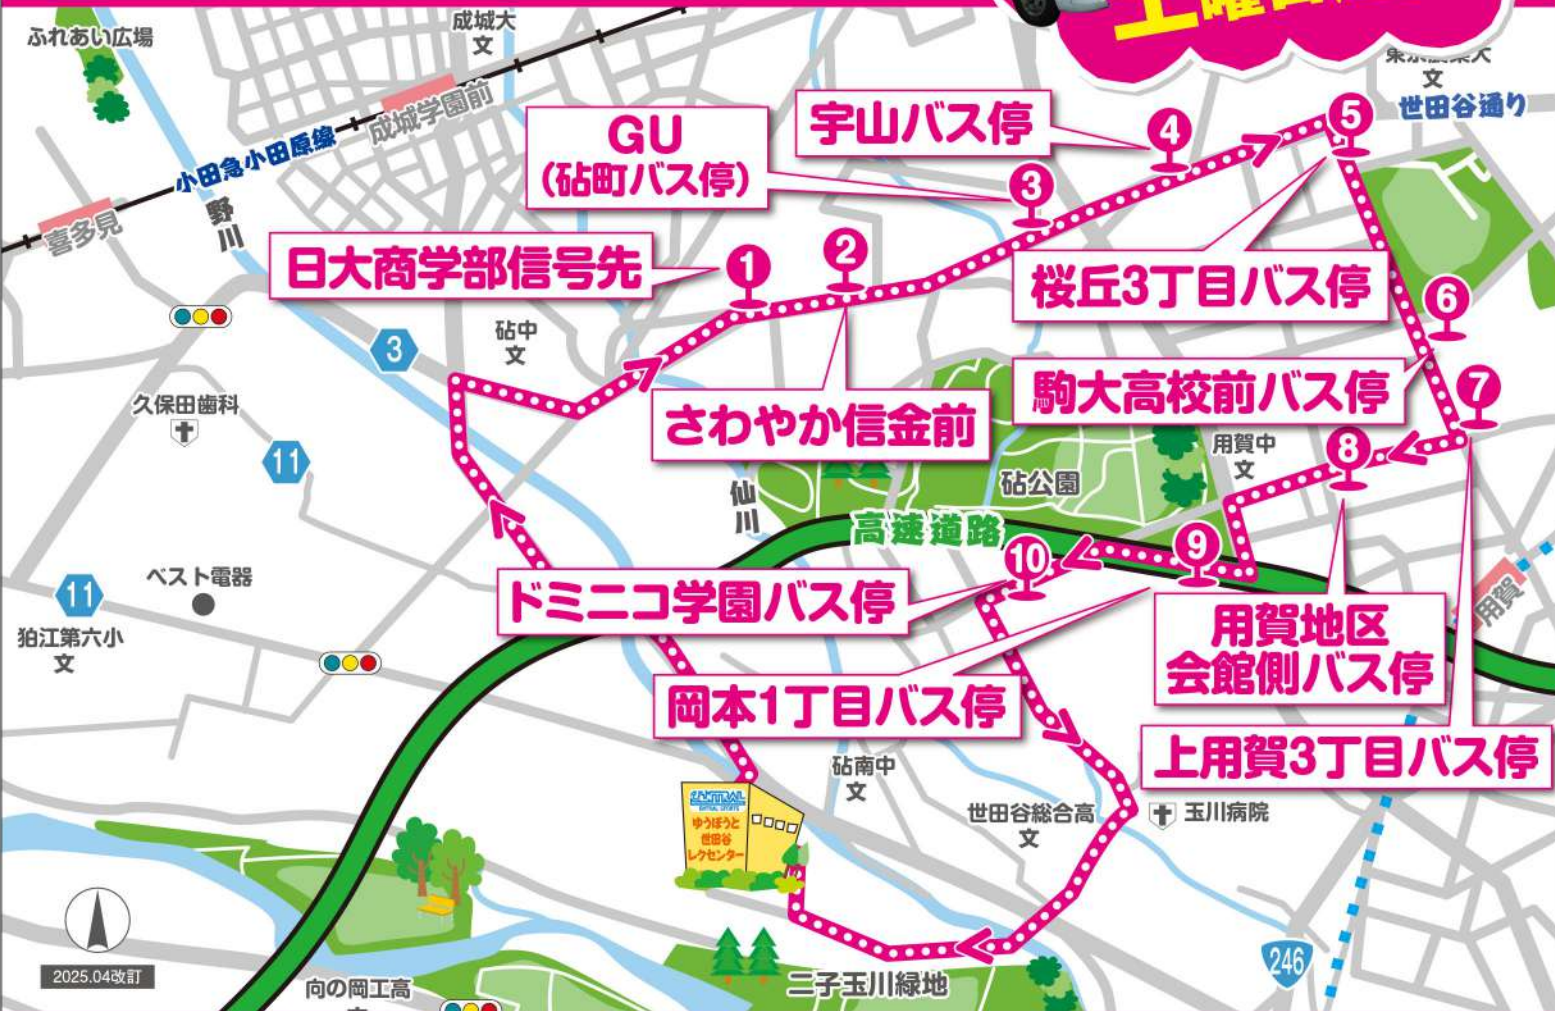 土曜日
ふれあい広場
成城大
文
文
世田谷通り
成城学園前
小田急小田原線
喜多見
野川
GU
(砧町バス停)
宇山バス停
4
5
3
日大商学部信号先
1
2
桜丘3丁目バス停
6
砧中
文
3
さわやか信金前
駒大高校前バス停
7
久保田歯科
11
用賀中
文
8
砧公園
仙川
高速道路
10
9
ドミニコ学園バス停
ベスト電器
11
狛江第六小
文
用賀地区
会館側バス停
用賀
岡本1丁目バス停
上用賀3丁目バス停
砧南中
文
世田谷総合高
文
玉川病院
ゆうぽうと
世田谷
レクセンター
246
二子玉川緑地
2025.04改訂
向の岡工高